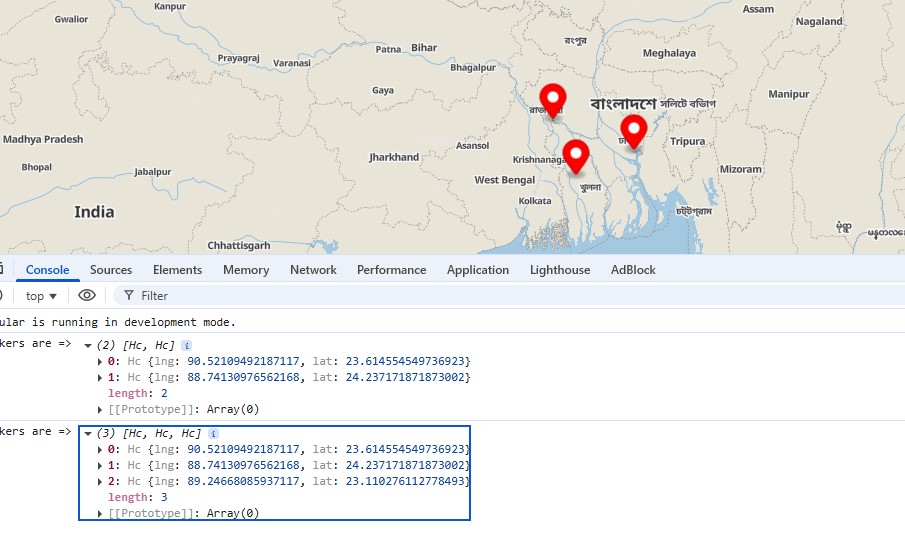 Kanpur
Assam
Gwalior
Nagaland
রংপুর
Patna Bihar
Meghalaya
Prayagraj
Varanasi
Bhagalpur
Gaya
Manipur
বাংলাদেশ
Madhya Pradesh
Asansol
Tripura
Jharkhand
Krishnanaga
Bhopal
Jabalpur
Mizoram
West Bengal
খুলনা
Kolkata
India
চট্টগ্রাম
Chhattisgarh
Console Sources Elements Memory Network Performance Application Lighthouse AdBlock
top ▼ Filter
ular is running in development mode.
kers are => (2) [Hc, Hc] i
0: Hc {lng: 90.52109492187117, lat: 23.614554549736923}
1: Hc {lng: 88.74130976562168, lat: 24.237171871873002}
length: 2
[[Prototype]]: Array(0)
kers are => (3) [Hc, Hc, Hc] i
0: Hc {lng: 90.52109492187117, lat: 23.614554549736923}
1: Hc {lng: 88.74130976562168, lat: 24.237171871873002}
2: Hc {lng: 89.24668085937117, lat: 23.110276112778493}
length: 3
[[Prototype]]: Array(0)